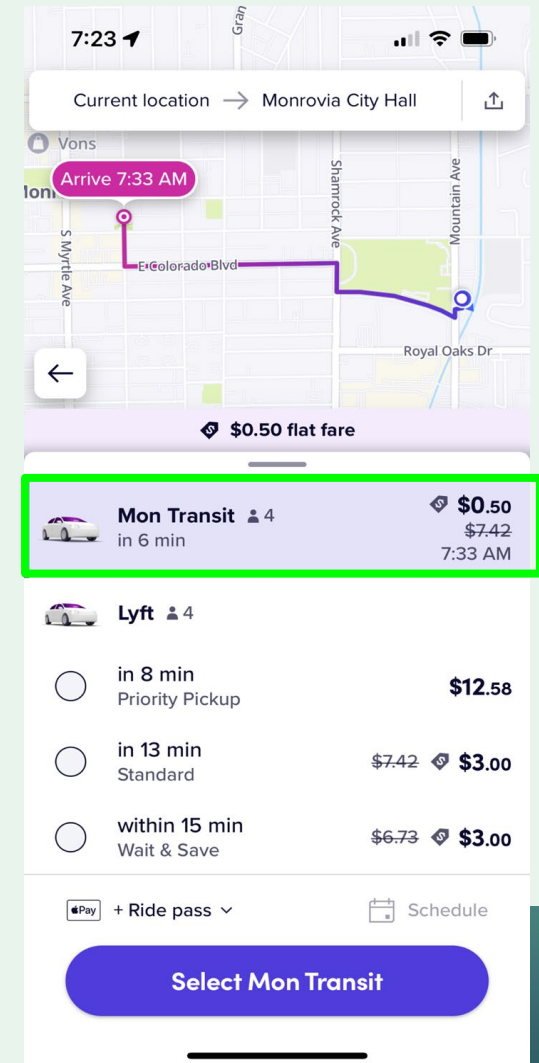 7:23
Gran
Current location → Monrovia City Hall
Vons
Arrive 7:33 AM
S Myrtle Ave
E Colorado Blvd
Shamrock Ave
Mountain Ave
Royal Oaks Dr
$0.50 flat fare
Mon Transit 4
$0.50
in 6 min
$7.42
7:33 AM
Lyft 4
in 8 min
Priority Pickup
$12.58
in 13 min
Standard
$7.42 $3.00
within 15 min
Wait & Save
$6.73 $3.00
Pay + Ride pass
Schedule
Select Mon Transit